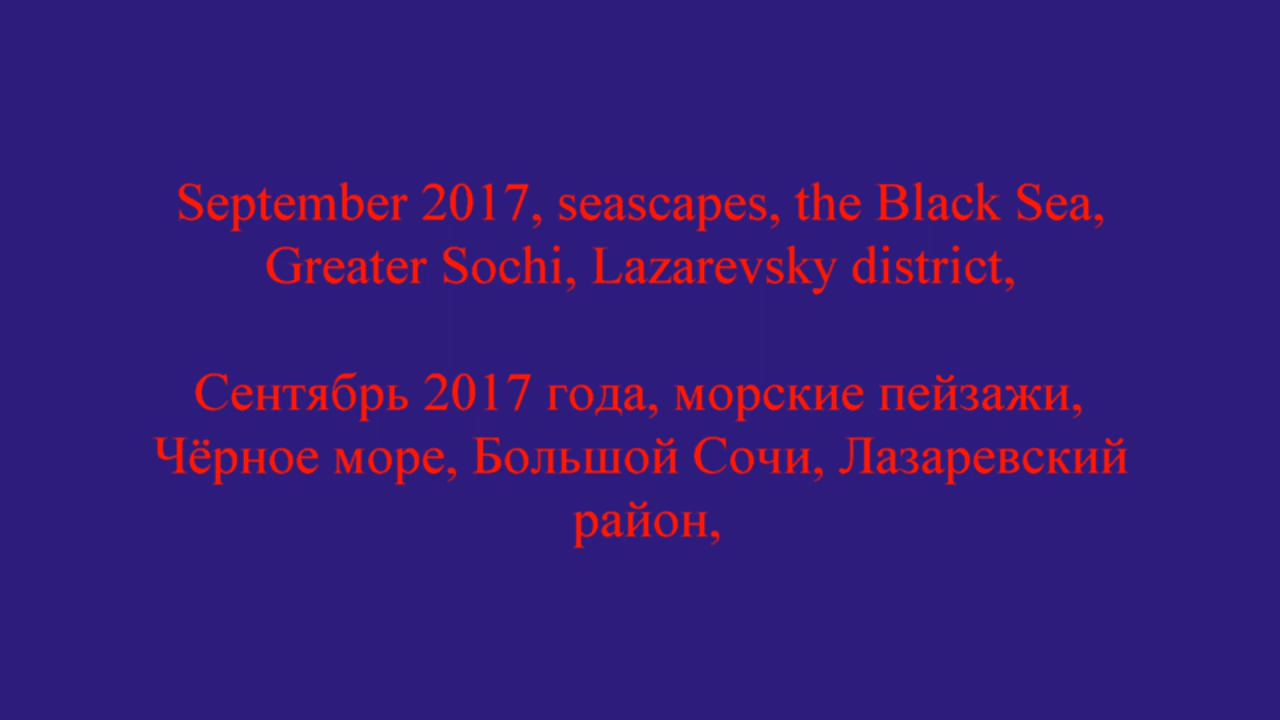 September 2017, seascapes, the Black Sea,
Greater Sochi, Lazarevsky district,
Сентябрь 2017 года, морские пейзажи,
Чёрное море, Большой Сочи, Лазаревский
район,